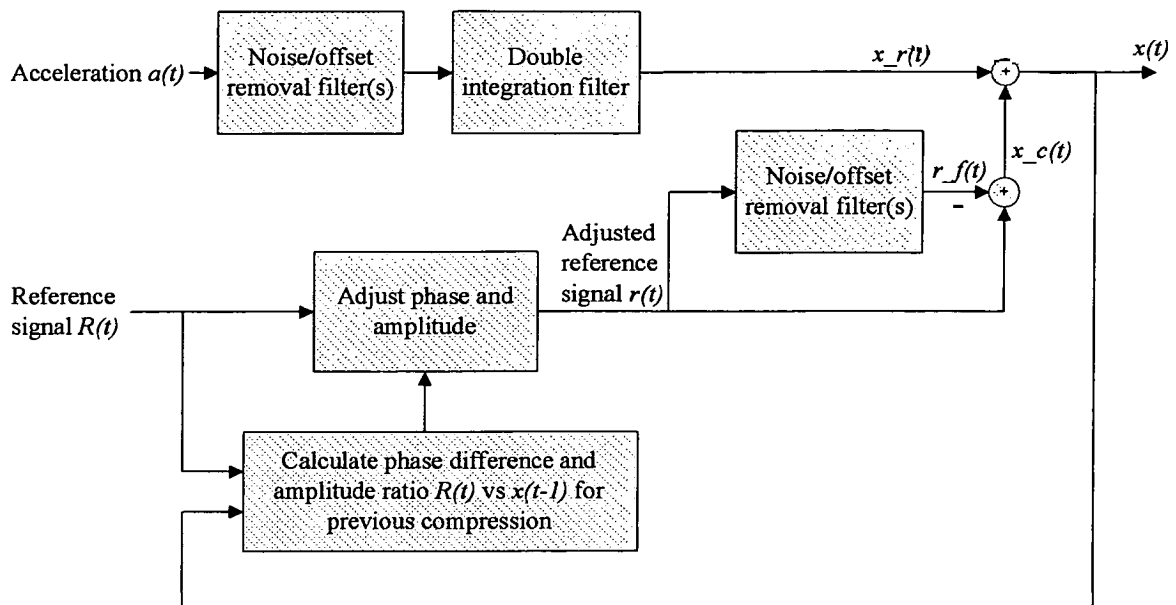 Acceleration a(t)
Noise/offset
removal filter(s)
Double
integration filter
x_r(t)
+
x(t)
x_c(t)
Noise/offset
removal filter(s)
r_f(t)
-
+
Adjusted
reference
signal r(t)
Reference
signal R(t)
Adjust phase and
amplitude
Calculate phase difference and
amplitude ratio R(t) vs x(t-1) for
previous compression